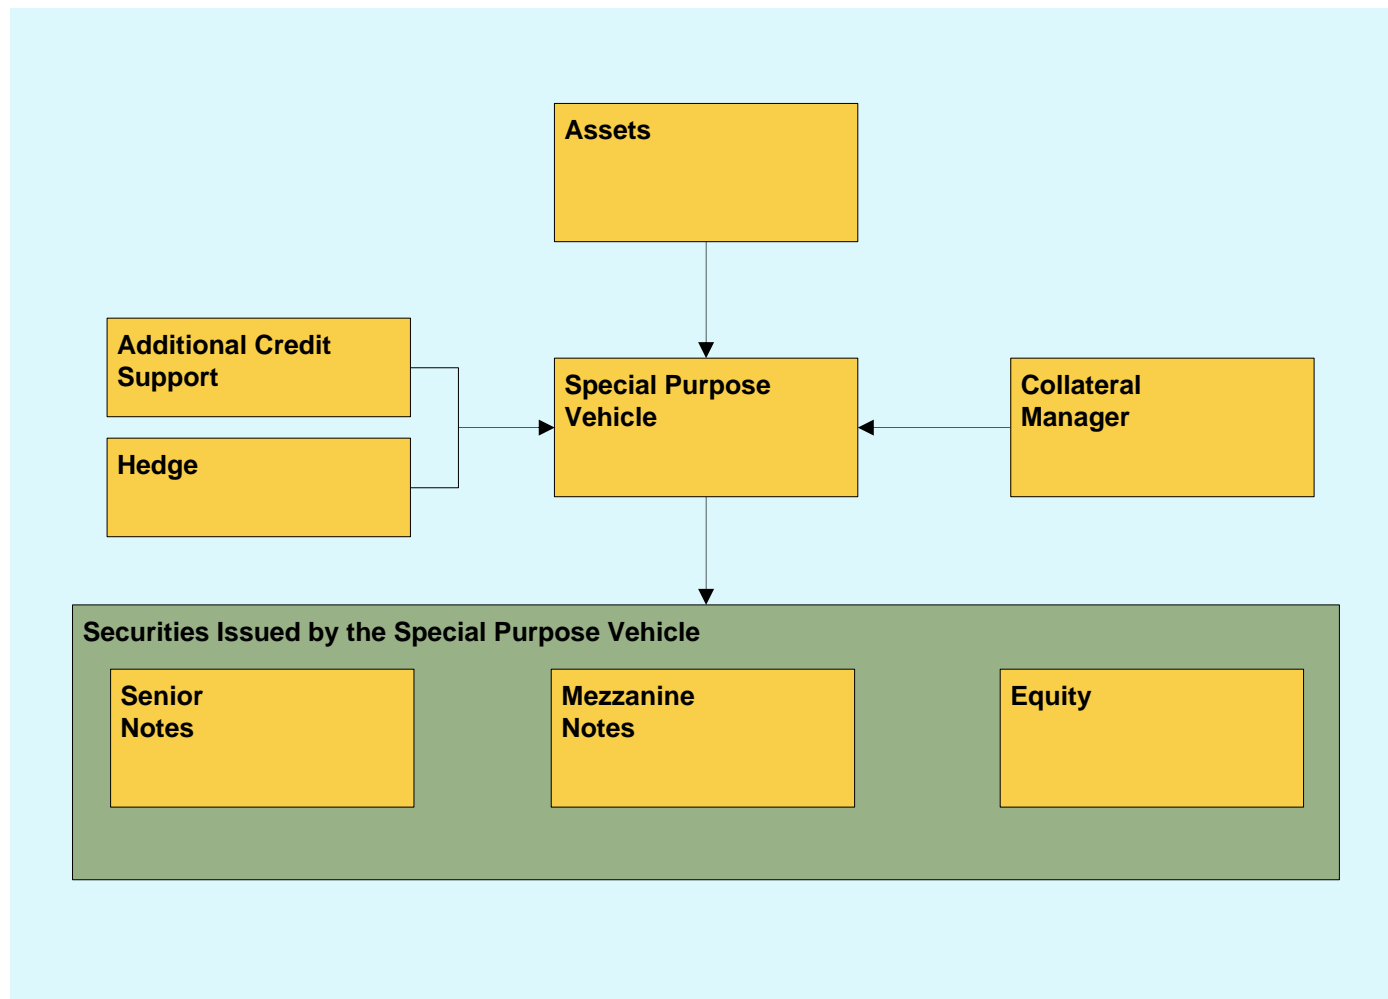 Assets
Additional Credit
Support
Special Purpose
Vehicle
Collateral
Manager
Hedge
Securities Issued by the Special Purpose Vehicle
Senior
Notes
Mezzanine
Notes
Equity